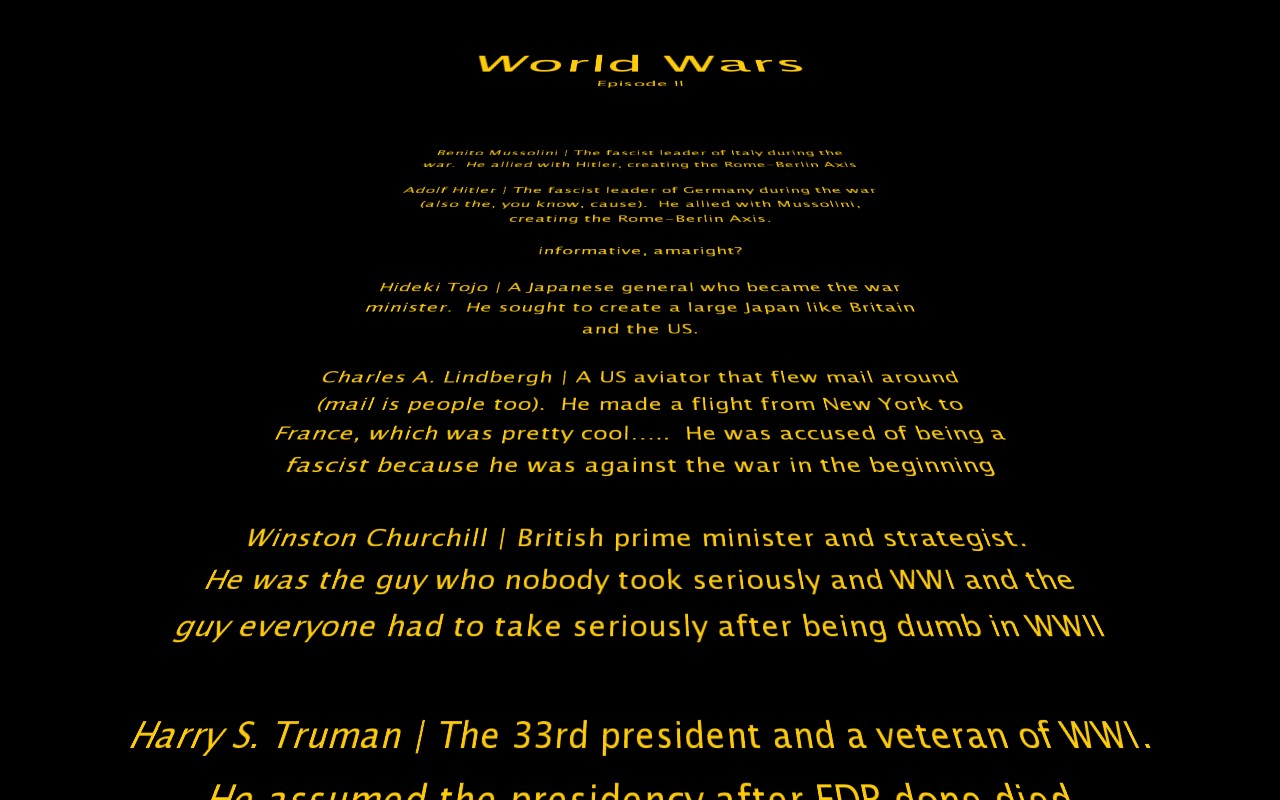 World Wars
Episode II
Benito Mussolini | The fascist leader of Italy during the
war.  He allied with Hitler, creating the Rome-Berlin Axis
Adolf Hitler | The fascist leader of Germany during the war
(also the, you know, cause).  He allied with Mussolini,
creating the Rome-Berlin Axis.
informative, amaright?
Hideki Tojo | A Japanese general who became the war
minister.  He sought to create a large Japan like Britain
and the US.
Charles A. Lindbergh | A US aviator that flew mail around
(mail is people too).  He made a flight from New York to
France, which was pretty cool.....  He was accused of being a
fascist because he was against the war in the beginning
Winston Churchill | British prime minister and strategist.
He was the guy who nobody took seriously and WWI and the
guy everyone had to take seriously after being dumb in WWII
Harry S. Truman | The 33rd president and a veteran of WWI.
He assumed the presidency after FDR done died